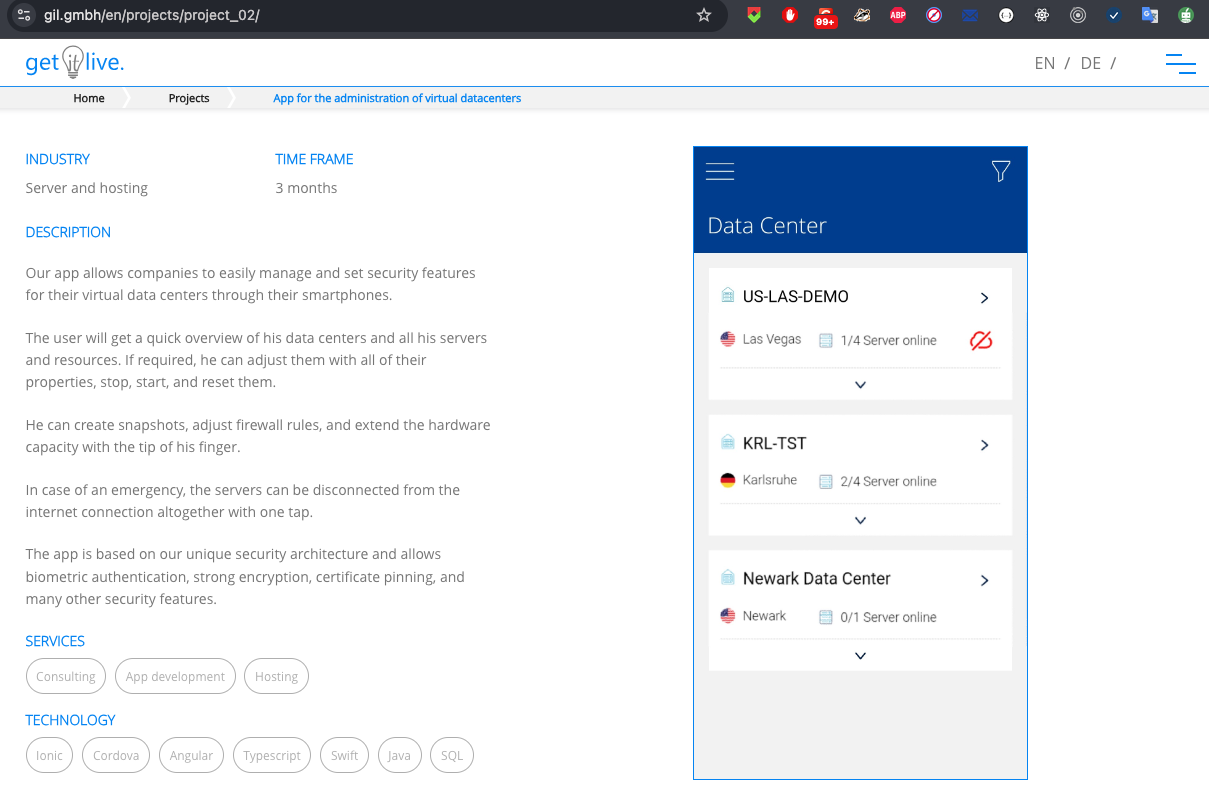 gil.gmbh/en/projects/project_02/
99+
ABP
get it live.
EN / DE /
Home
Projects
App for the administration of virtual datacenters
INDUSTRY
TIME FRAME
Server and hosting
3 months
DESCRIPTION
Our app allows companies to easily manage and set security features
for their virtual data centers through their smartphones.
The user will get a quick overview of his data centers and all his servers
and resources. If required, he can adjust them with all of their
properties, stop, start, and reset them.
He can create snapshots, adjust firewall rules, and extend the hardware
capacity with the tip of his finger.
In case of an emergency, the servers can be disconnected from the
internet connection altogether with one tap.
The app is based on our unique security architecture and allows
biometric authentication, strong encryption, certificate pinning, and
many other security features.
SERVICES
Consulting
App development
Hosting
TECHNOLOGY
Ionic
Cordova
Angular
Typescript
Swift
Java
SQL
Data Center
US-LAS-DEMO
Las Vegas
1/4 Server online
KRL-TST
Karlsruhe
2/4 Server online
Newark Data Center
Newark
0/1 Server online